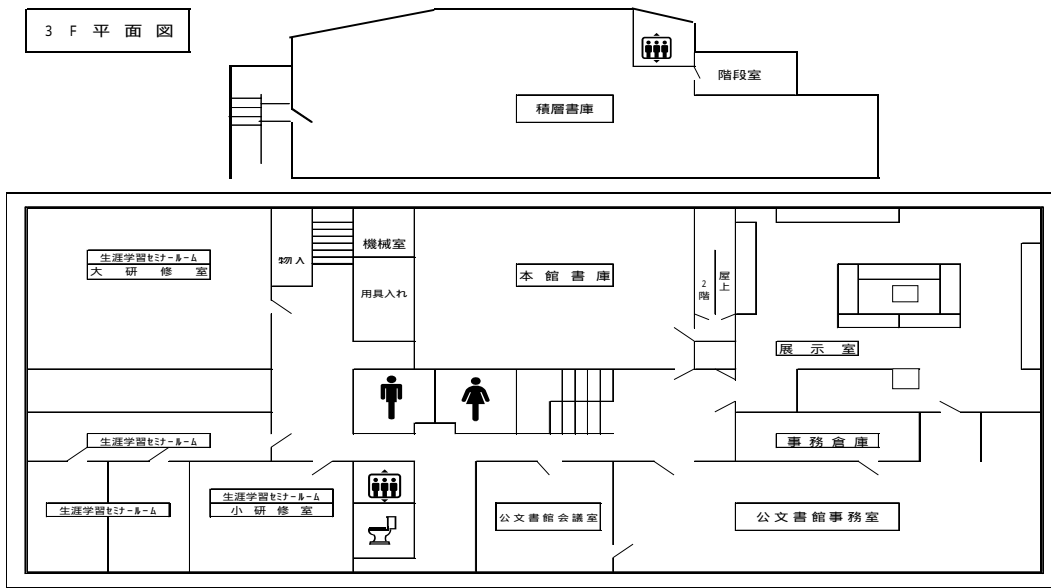 3 F 平 面 図
階段室
積層書庫
生涯学習ｾﾐﾅｰﾙｰﾑ
大 研 修 室
物入
機械室
用具入れ
本 館 書 庫
2階
屋上
展 示 室
生涯学習ｾﾐﾅｰﾙｰﾑ
事 務 倉 庫
生涯学習ｾﾐﾅｰﾙｰﾑ
生涯学習ｾﾐﾅｰﾙｰﾑ
小 研 修 室
公文書館会議室
公文書館事務室